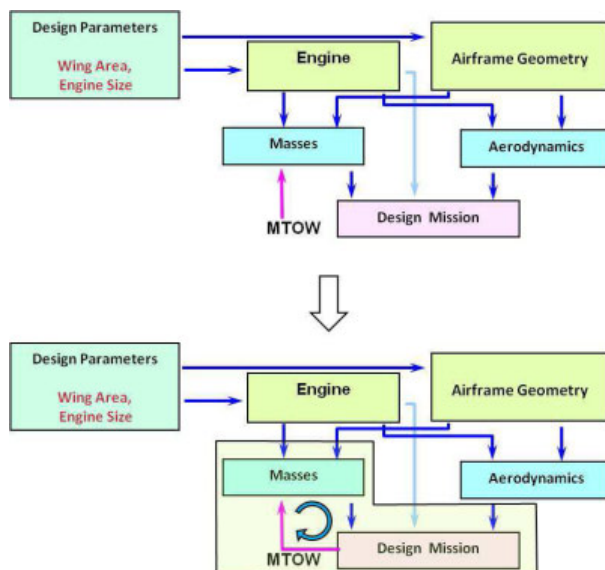 Design Parameters
Wing Area,
Engine Size
Engine
Airframe Geometry
Masses
Aerodynamics
MTOW
Design Mission
Design Parameters
Wing Area,
Engine Size
Engine
Airframe Geometry
Masses
Aerodynamics
MTOW
Design Mission